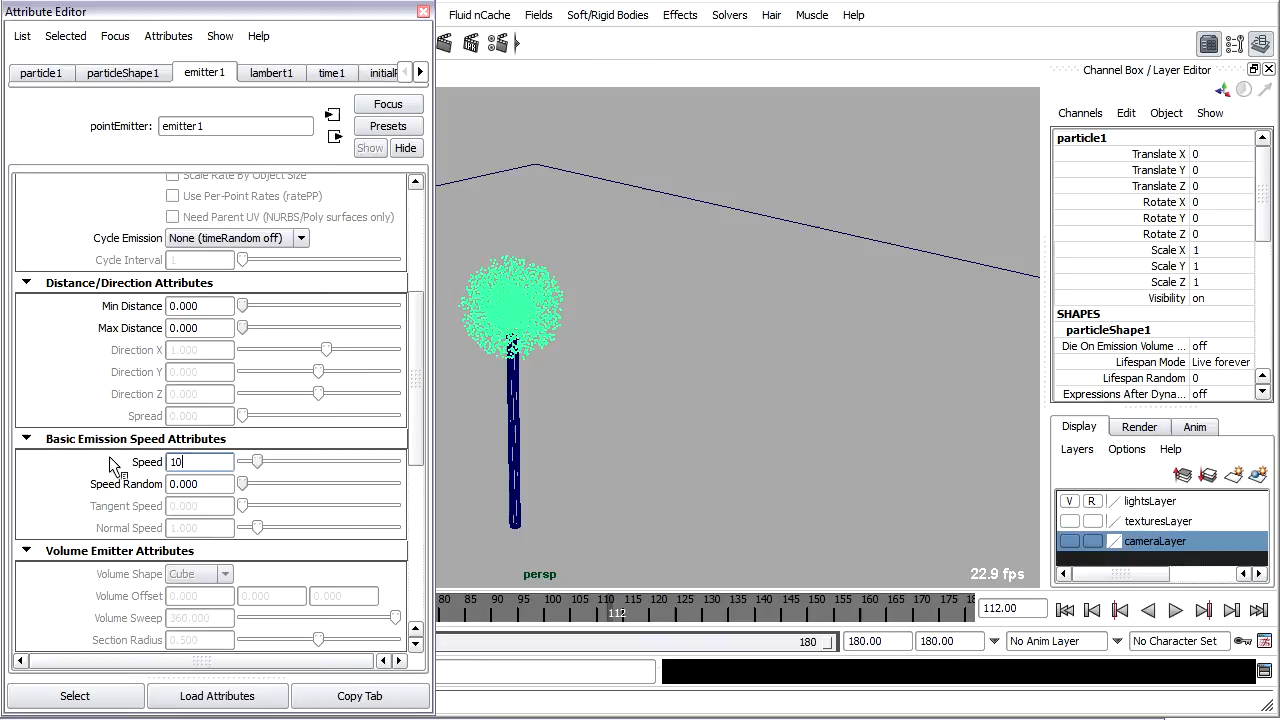 Attribute Editor
List Selected Focus Attributes Show Help
particle1 particleShape1 emitter1 lambert1 time1
Focus
pointEmitter: emitter1
Presets
Show Hide
Scale Rate By Object Size
Use Per-Point Rates (ratePP)
Need Parent UV (NURBS/Poly surfaces only)
Cycle Emission None (timeRandom off)
Cycle Interval 1
Distance/Direction Attributes
Min Distance 0.000
Max Distance 0.000
Direction X 1.000
Direction Y 0.000
Direction Z 0.000
Spread 0.000
Basic Emission Speed Attributes
Speed 10
Speed Random 0.000
Tangent Speed 0.000
Normal Speed 1.000
Volume Emitter Attributes
Volume Shape Cube
Volume Offset 0.000 0.000 0.000
Volume Sweep 360.000
Section Radius 0.500
Select Load Attributes Copy Tab
Fluid nCache Fields Soft/Rigid Bodies Effects Solvers Hair Muscle Help
persp
22.9 fps
80 85 90 95 100 105 110 115 120 125 130 135 140 145 150 155 160 165 170 175
112
112.00
180 180.00 180.00 No Anim Layer No Character Set
Channel Box / Layer Editor
Channels Edit Object Show
particle1
Translate X 0
Translate Y 0
Translate Z 0
Rotate X 0
Rotate Y 0
Rotate Z 0
Scale X 1
Scale Y 1
Scale Z 1
Visibility on
SHAPES
particleShape1
Die On Emission Volume ... off
Lifespan Mode Live forever
Lifespan Random 0
Expressions After Dyna... off
Display Render Anim
Layers Options Help
V R lightsLayer
texturesLayer
cameraLayer